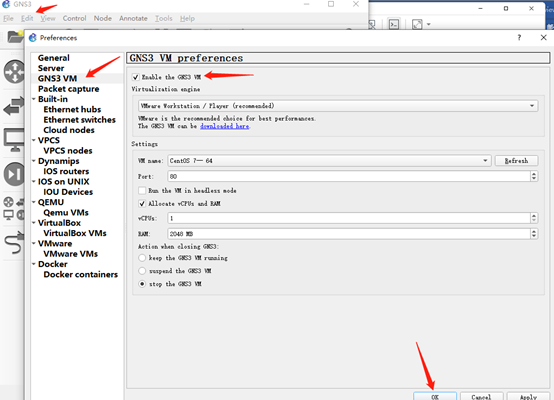 GNS3
File Edit View Control Node Annotate Tools Help
Preferences
General
Server
GNS3 VM
Packet capture
Built-in
Ethernet hubs
Ethernet switches
Cloud nodes
VPCS
VPCS nodes
Dynamips
IOS routers
IOS on UNIX
IOU Devices
QEMU
Qemu VMs
VirtualBox
VirtualBox VMs
VMware
VMware VMs
Docker
Docker containers
GNS3 VM preferences
Enable the GNS3 VM
Virtualization engine
VMware Workstation / Player (recommended)
VMware is the recommended choice for best performances.
The GNS3 VM can be downloaded here.
Settings
VM name: CentOS 7-- 64 Refresh
Port: 80
Run the VM in headless mode
Allocate vCPUs and RAM
vCPUs: 1
RAM: 2048 MB
Action when closing GNS3:
keep the GNS3 VM running
suspend the GNS3 VM
stop the GNS3 VM
OK Cancel Apply